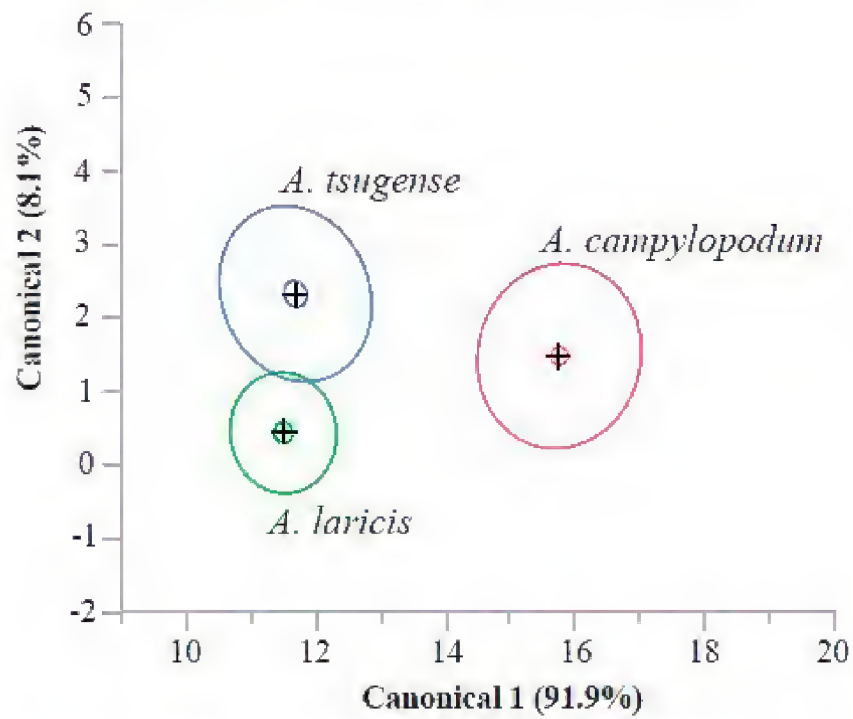 6
5
4
3
2
1
0
-1
-2
Canonical 2 (8.1%)
A. tsugense
A. campylopodum
A. laricis
10 12 14 16 18 20
Canonical 1 (91.9%)